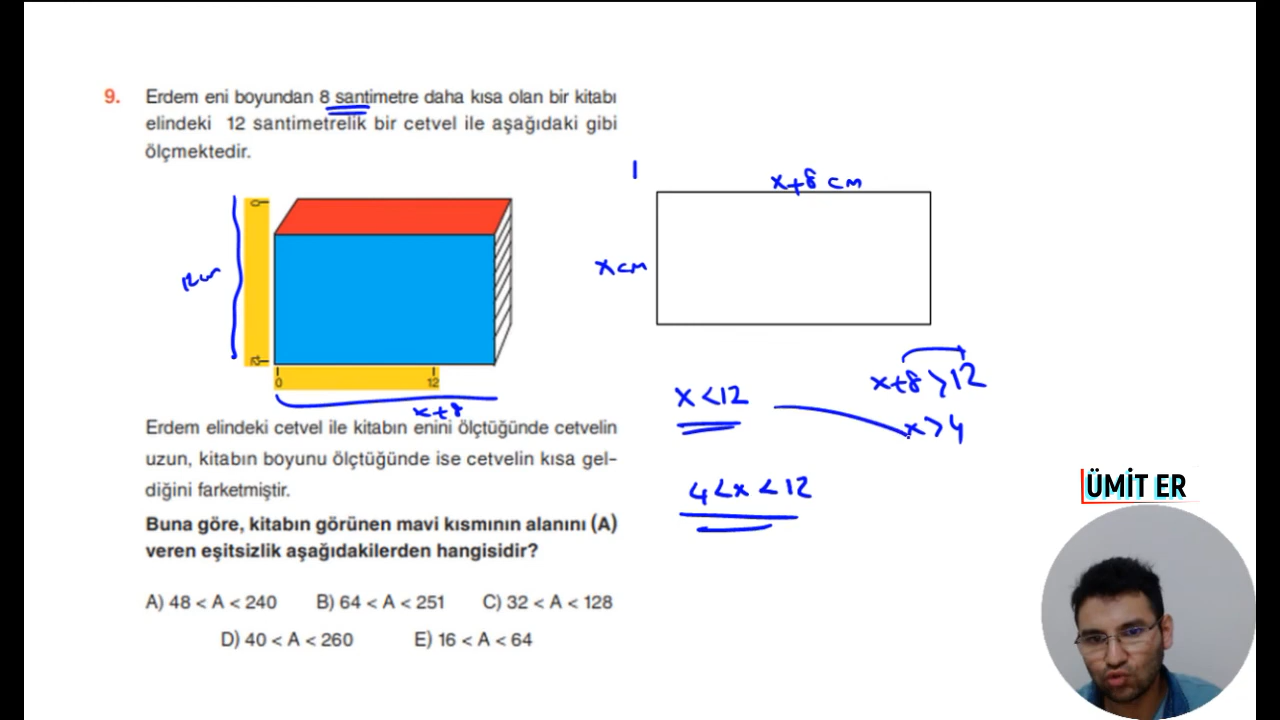 9. Erdem eni boyundan 8 santimetre daha kısa olan bir kitabı
elindeki 12 santimetrelik bir cetvel ile aşağıdaki gibi
ölçmektedir.
x+8 cm
x cm
0
12
12 cm
0 12
x+8
x<12
x+8>12
x>4
4<x<12
Erdem elindeki cetvel ile kitabın enini ölçtüğünde cetvelin
uzun, kitabın boyunu ölçtüğünde ise cetvelin kısa gel-
diğini farketmiştir.
Buna göre, kitabın görünen mavi kısmının alanını (A)
veren eşitsizlik aşağıdakilerden hangisidir?
A) 48 < A < 240 B) 64 < A < 251 C) 32 < A < 128
D) 40 < A < 260 E) 16 < A < 64
ÜMİT ER